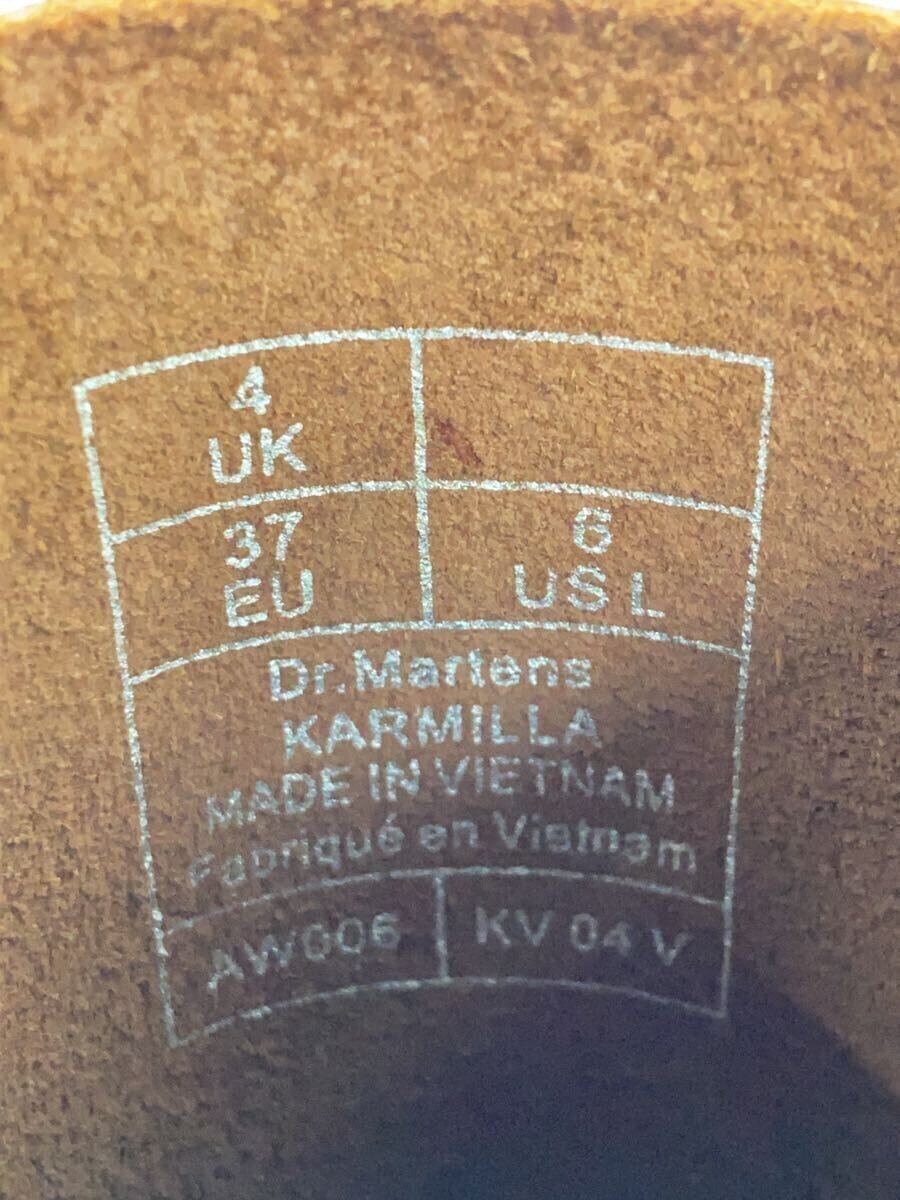 4
UK
37
EU
6
US L
Dr.Martens
KARMILLA
MADE IN VIETNAM
Fabriqué en Vietnam
AW006
KV 04 V